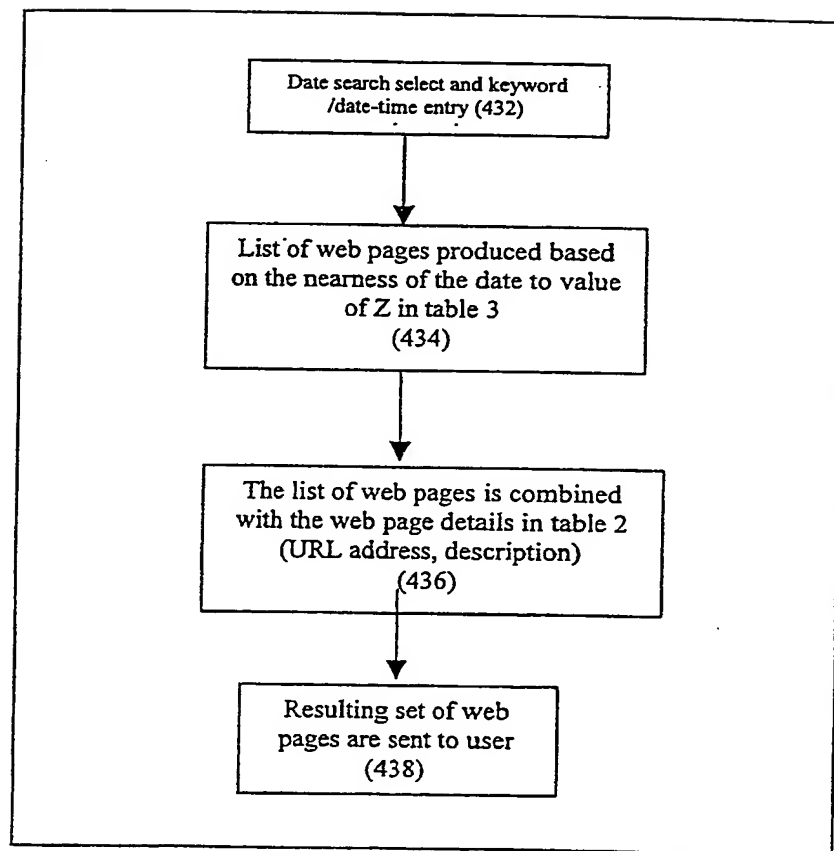 Date search select and keyword
/date-time entry (432)
List of web pages produced based
on the nearness of the date to value
of Z in table 3
(434)
The list of web pages is combined
with the web page details in table 2
(URL address, description)
(436)
Resulting set of web
pages are sent to user
(438)